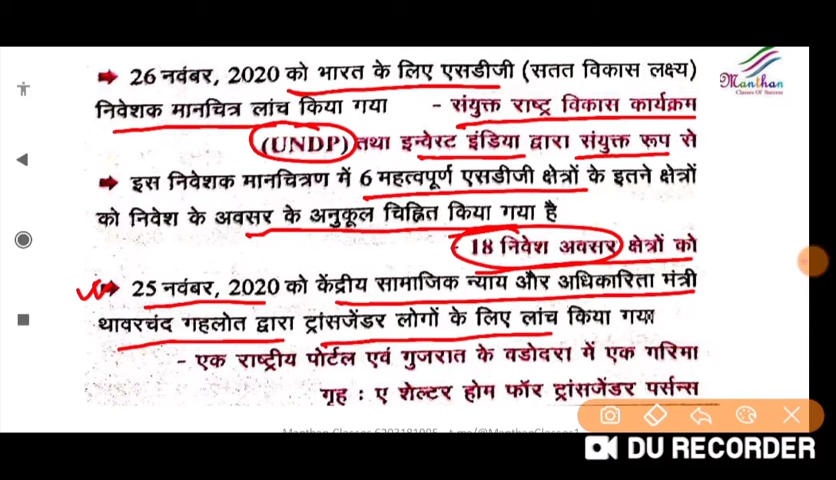 ➡ 26 नवंबर, 2020 को भारत के लिए एसडीजी (सतत विकास लक्ष्य)
निवेशक मानचित्र लांच किया गया - संयुक्त राष्ट्र विकास कार्यक्रम
(UNDP) तथा इन्वेस्ट इंडिया द्वारा संयुक्त रूप से
➡ इस निवेशक मानचित्रण में 6 महत्वपूर्ण एसडीजी क्षेत्रों के इतने क्षेत्रों
को निवेश के अवसर के अनुकूल चिह्नित किया गया है
- 18 निवेश अवसर क्षेत्रों को
➡ 25 नवंबर, 2020 को केंद्रीय सामाजिक न्याय और अधिकारिता मंत्री
थावरचंद गहलोत द्वारा ट्रांसजेंडर लोगों के लिए लांच किया गया
- एक राष्ट्रीय पोर्टल एवं गुजरात के वडोदरा में एक गरिमा
गृह : ए शेल्टर होम फॉर ट्रांसजेंडर पर्सन्स
Manthan
Classes Of Success
DU RECORDER